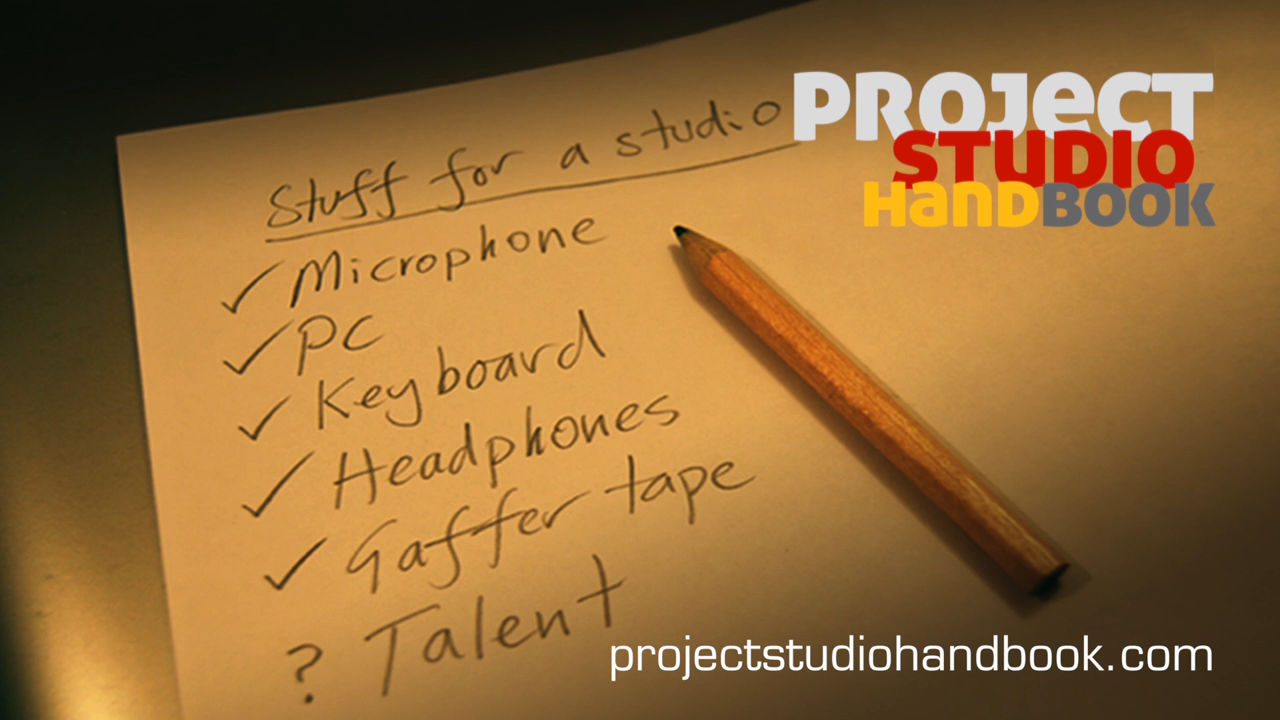 Stuff for a studio
✓ Microphone
✓ PC
✓ Keyboard
✓ Headphones
✓ Gaffer tape
? Talent
PROJECT
STUDIO
HANDBOOK
projectstudiohandbook.com